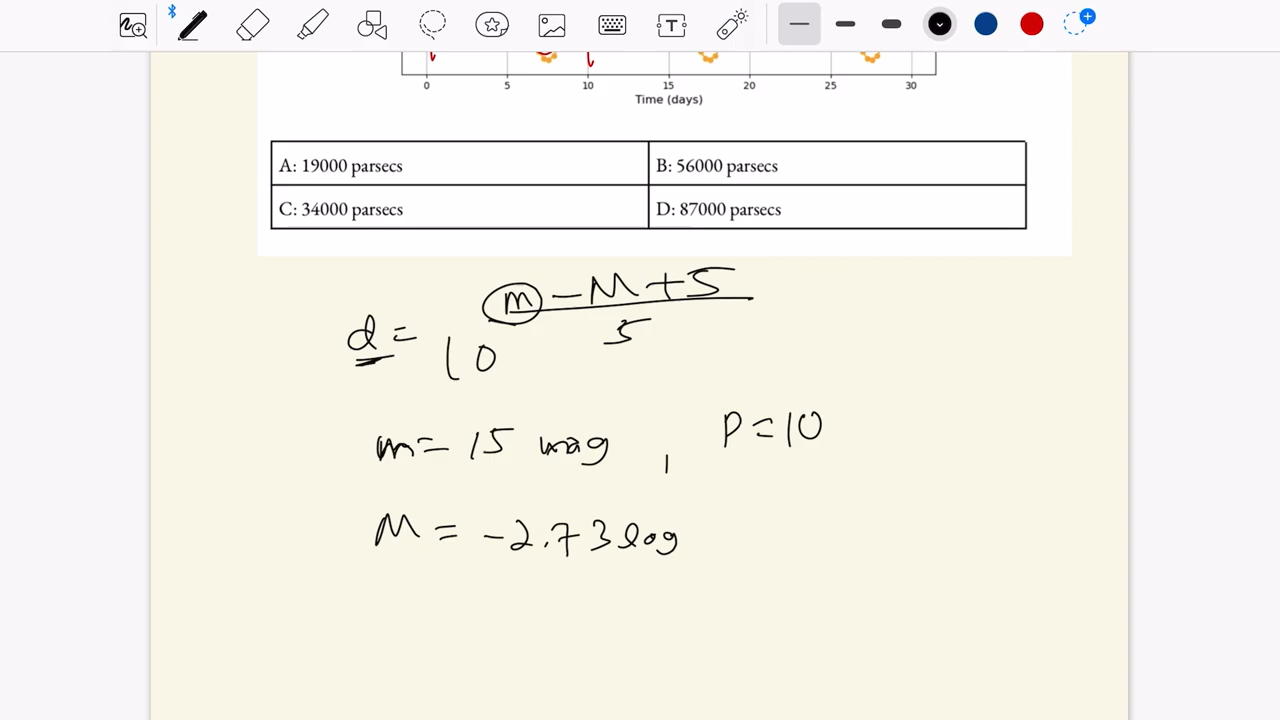 T
0 5 10 15 20 25 30
Time (days)
A: 19000 parsecs B: 56000 parsecs
C: 34000 parsecs D: 87000 parsecs
m - M + 5
5
d = 10
m = 15 mag , P = 10
M = -2.73 log